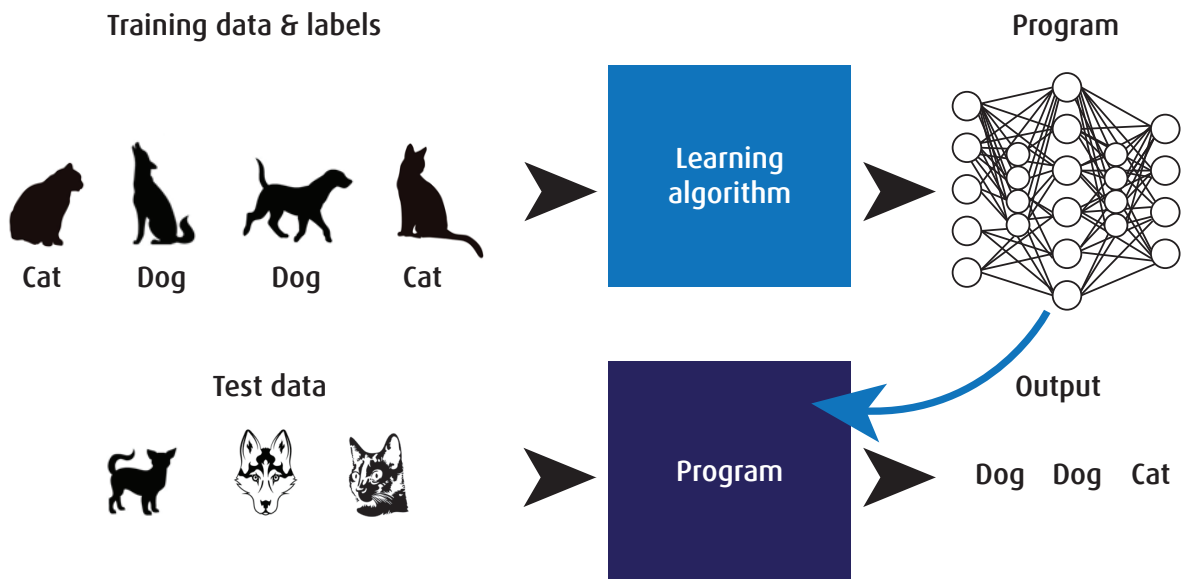 Training data & labels
Program
Learning
algorithm
Cat Dog Dog Cat
Test data
Output
Program
Dog Dog Cat